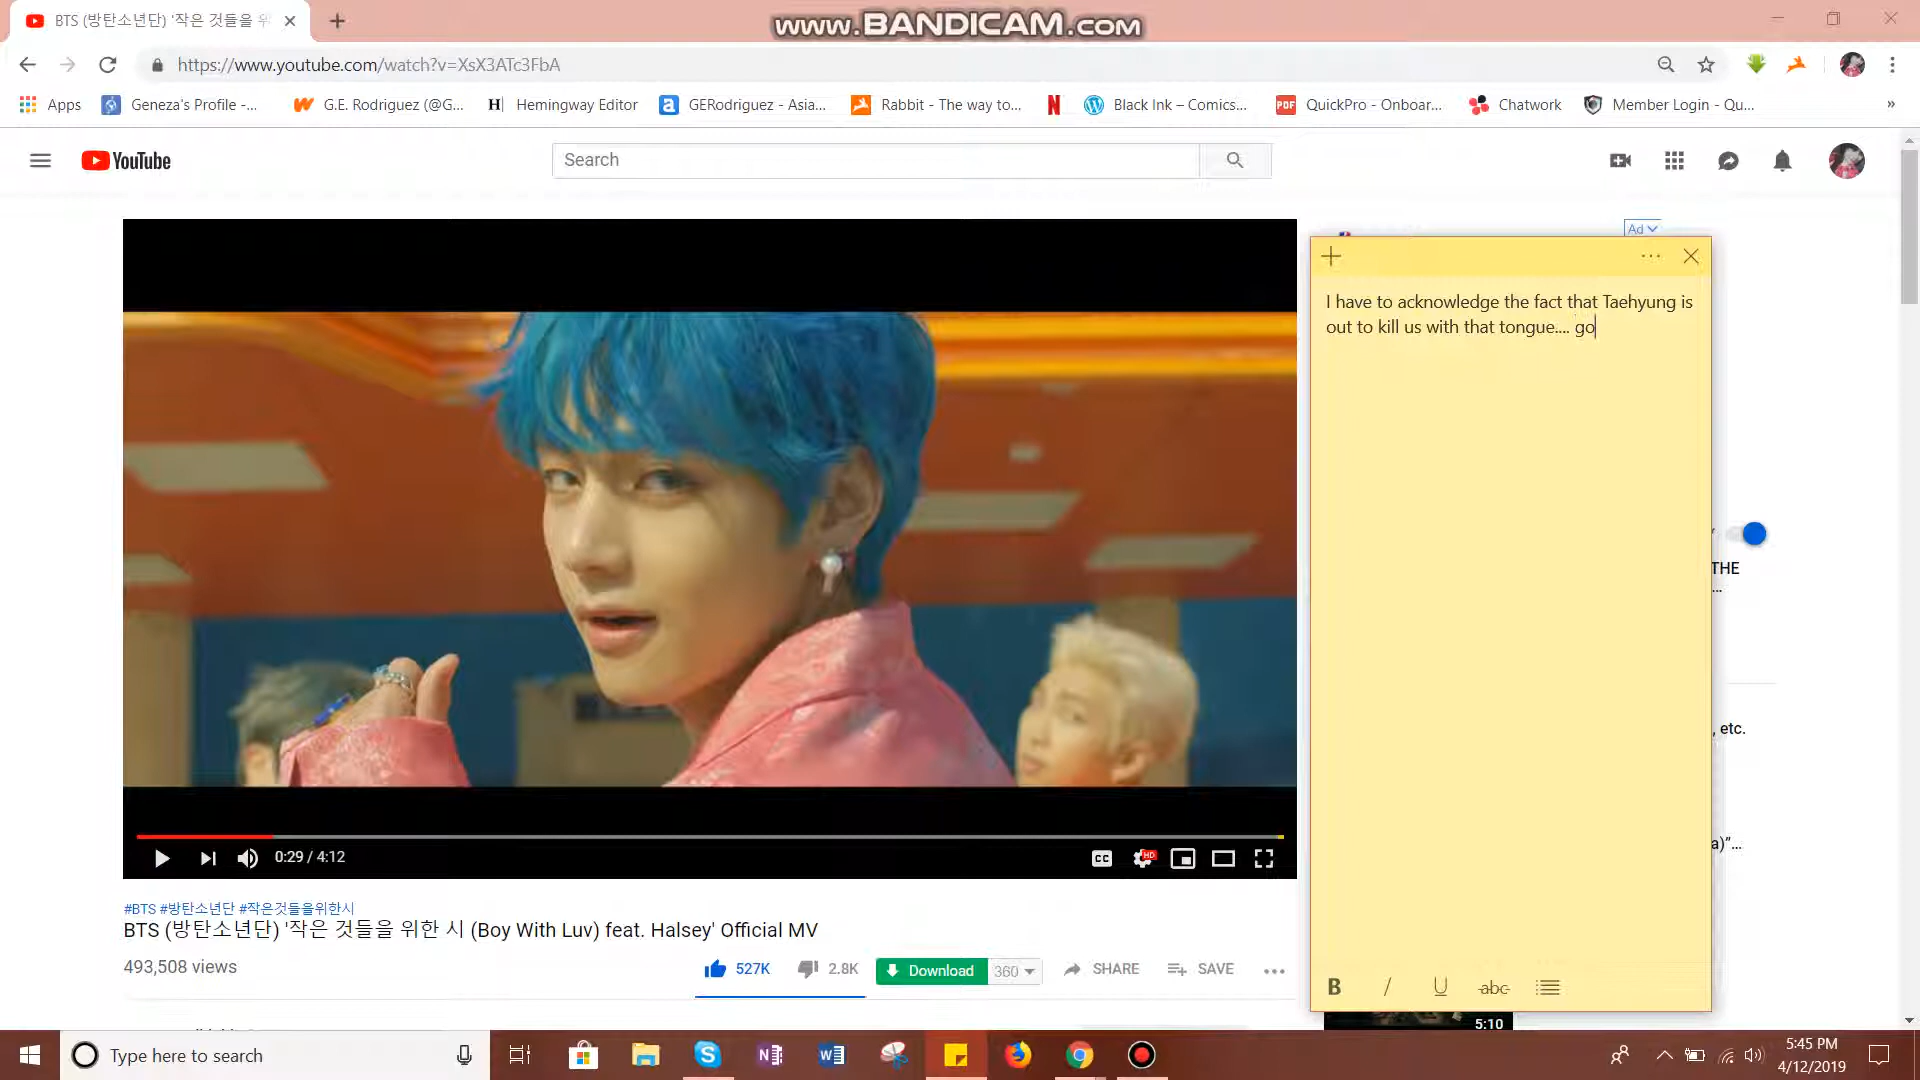 BTS (방탄소년단) '작은 것들을 위
www.BANDICAM.com
https://www.youtube.com/watch?v=XsX3ATc3FbA
Apps
Geneza's Profile -...
G.E. Rodriguez (@G...
Hemingway Editor
GERodriguez - Asia...
Rabbit - The way to...
Black Ink – Comics...
QuickPro - Onboar...
Chatwork
Member Login - Qu...
YouTube
Search
Ad
I have to acknowledge the fact that Taehyung is
out to kill us with that tongue.... go
THE
...
, etc.
a)”...
0:29 / 4:12
CC
HD
#BTS #방탄소년단 #작은것들을위한시
BTS (방탄소년단) '작은 것들을 위한 시 (Boy With Luv) feat. Halsey' Official MV
493,508 views
527K
2.8K
Download
360
SHARE
SAVE
B / U abc
5:10
Type here to search
5:45 PM
4/12/2019